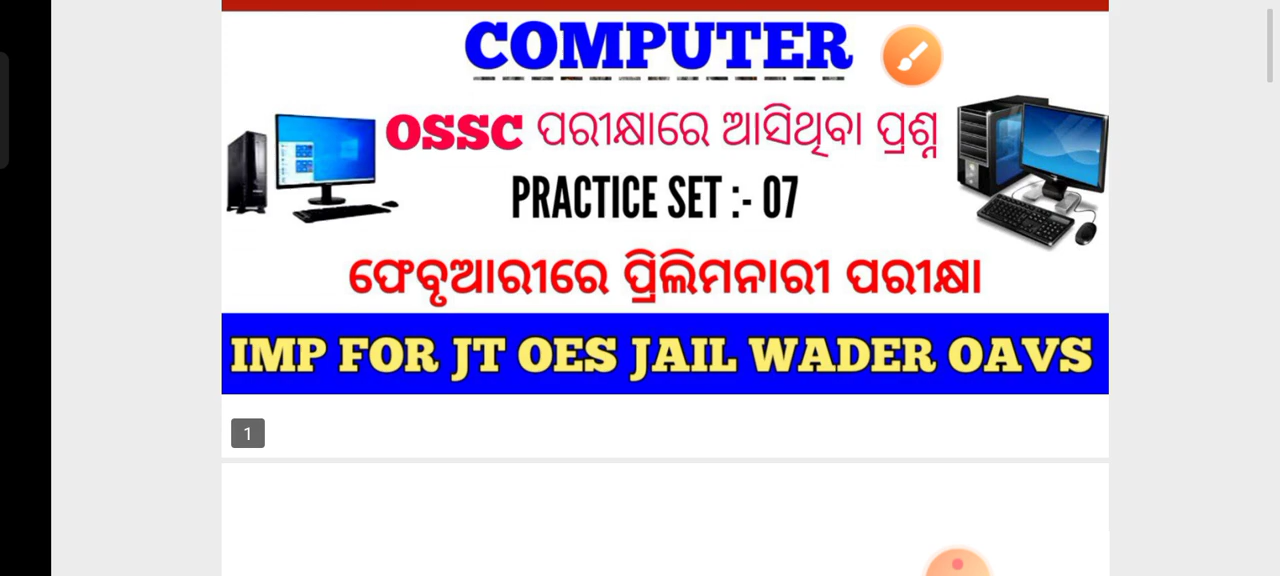 COMPUTER
OSSC ପରୀକ୍ଷାରେ ଆସିଥିବା ପ୍ରଶ୍ନ
PRACTICE SET :- 07
ଫେବୃଆରୀରେ ପ୍ରିଲିମନାରୀ ପରୀକ୍ଷା
IMP FOR JT OES JAIL WADER OAVS
1